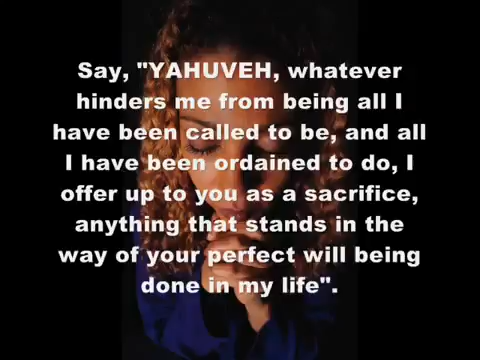 Say, "YAHUVEH, whatever
hinders me from being all I
have been called to be, and all
I have been ordained to do, I
offer up to you as a sacrifice,
anything that stands in the
way of your perfect will being
done in my life".